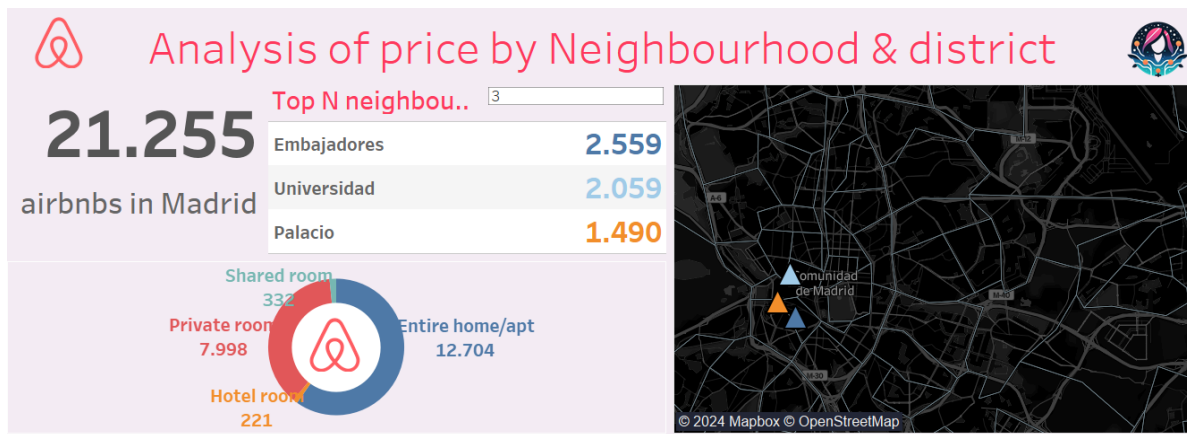 Analysis of price by Neighbourhood & district
21.255
airbnbs in Madrid
Top N neighbou..
3
Embajadores
2.559
Universidad
2.059
Palacio
1.490
Shared room
332
Private room
7.998
Hotel room
221
Entire home/apt
12.704
M-12
A-6
Comunidad
de Madrid
M-40
M-30
© 2024 Mapbox © OpenStreetMap